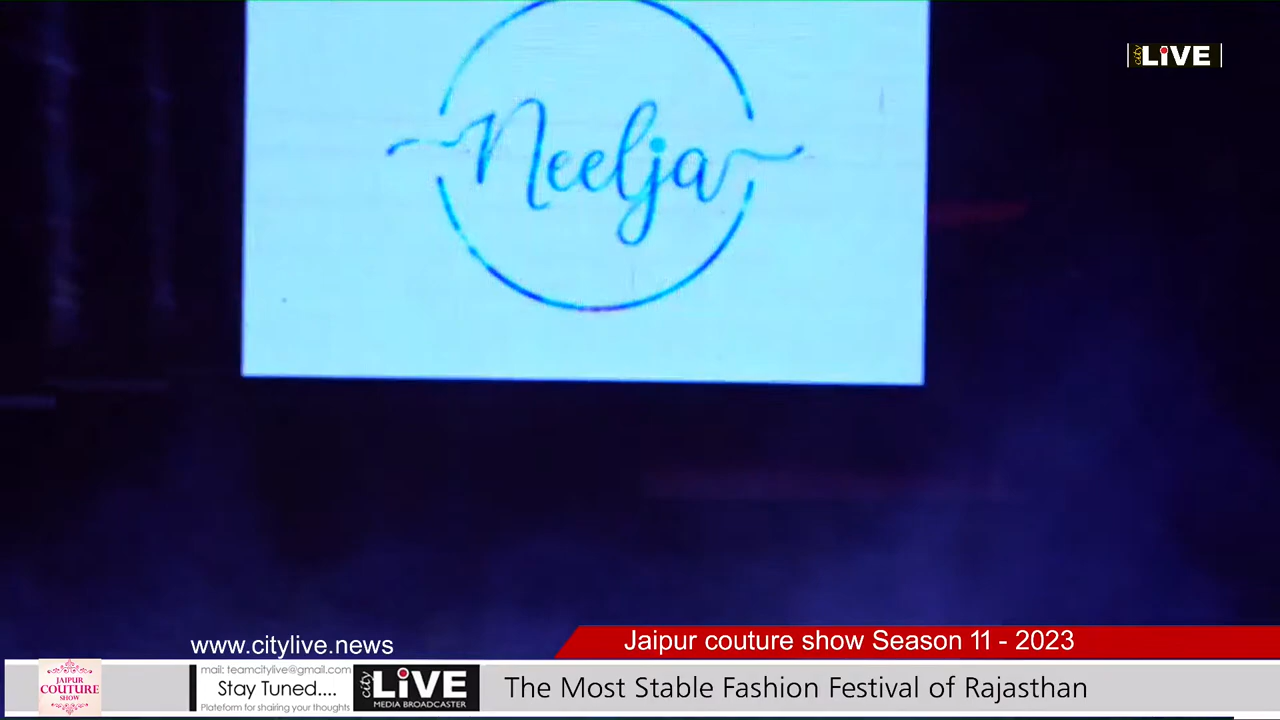 city LiVE
Neelja
www.citylive.news
Jaipur couture show Season 11 - 2023
JAIPUR
COUTURE
SHOW
mail: teamcitylive@gmail.com
Stay Tuned....
Plateform for shairing your thoughts
city LiVE
MEDIA BROADCASTER
The Most Stable Fashion Festival of Rajasthan